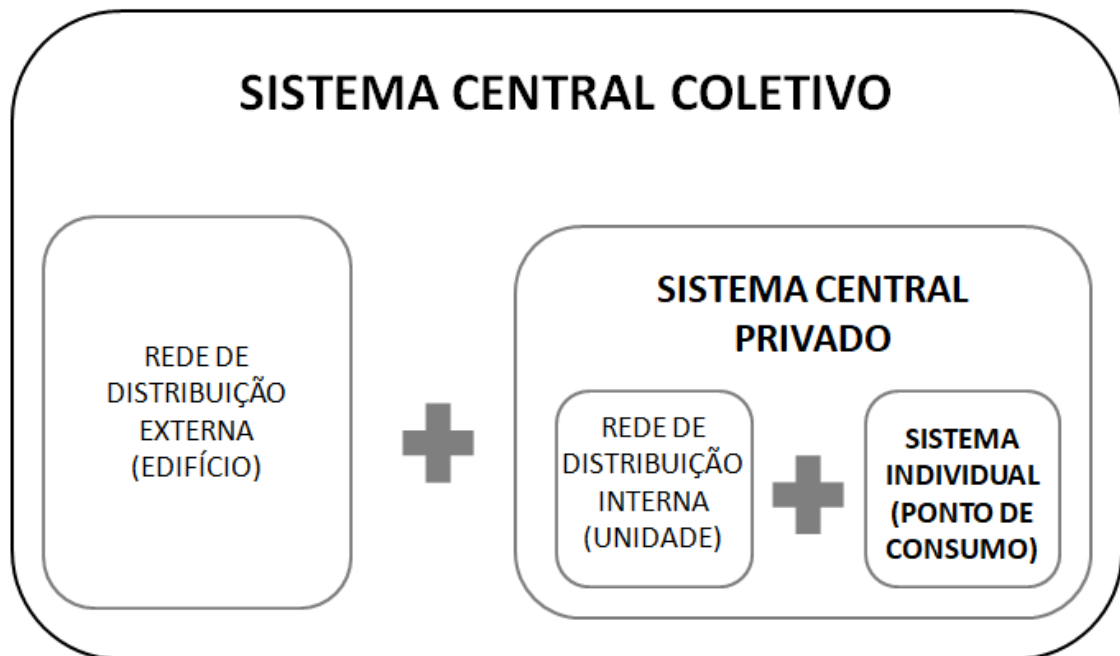 SISTEMA CENTRAL COLETIVO
REDE DE
DISTRIBUIÇÃO
EXTERNA
(EDIFÍCIO)
SISTEMA CENTRAL
PRIVADO
REDE DE
DISTRIBUIÇÃO
INTERNA
(UNIDADE)
SISTEMA
INDIVIDUAL
(PONTO DE
CONSUMO)